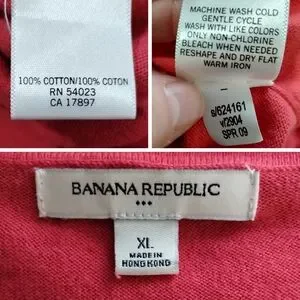 100% COTTON/100% COTON
RN 54023
CA 17897
MACHINE WASH COLD
GENTLE CYCLE
WASH WITH LIKE COLORS
ONLY NON-CHLORINE
BLEACH WHEN NEEDED
RESHAPE AND DRY FLAT
WARM IRON
s/624161
v/2904
SPR 09
BANANA REPUBLIC
XL
MADE IN
HONG KONG